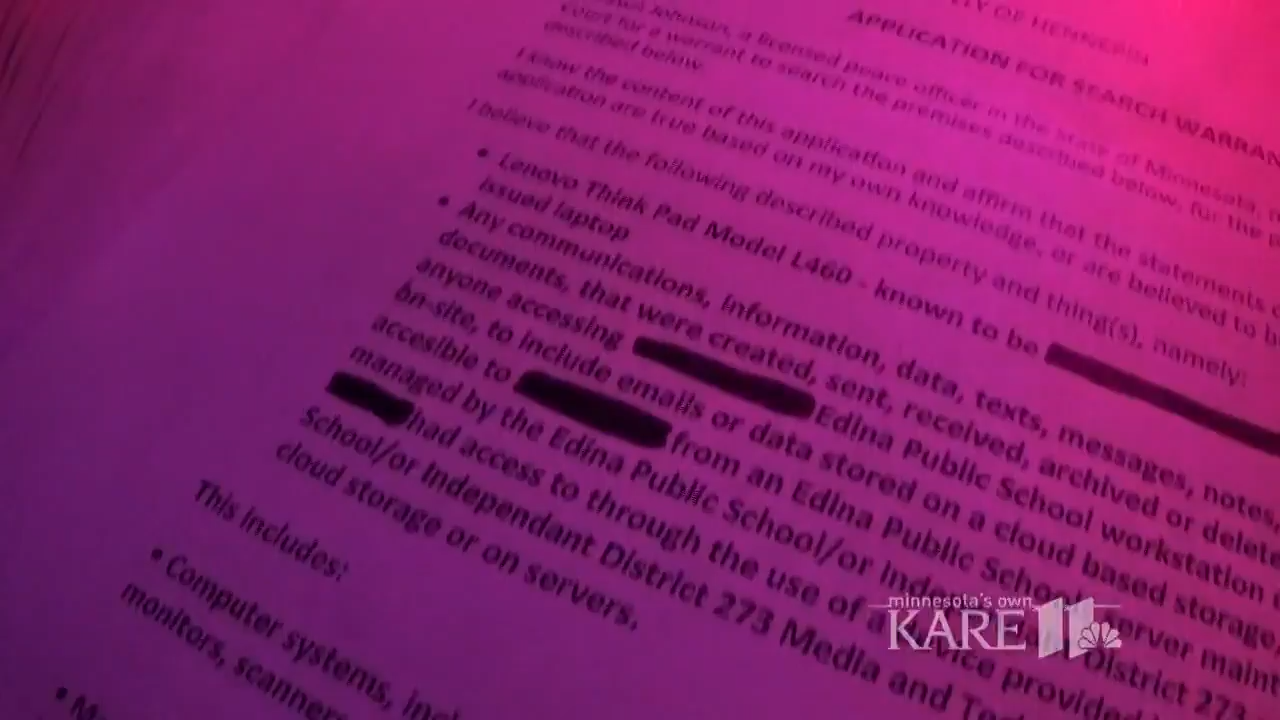 TY OF HENNEPIN
APPLICATION FOR SEARCH WARRAN
Johnson, a licensed peace officer in the state of Minnesota,
Court for a warrant to search the premises described below, for the
described below.
I know the content of this application and affirm that the statements
application are true based on my own knowledge, or are believed to b
I believe that the following described property and thing(s), namely:
• Lenovo Think Pad Model L460 - known to be
issued laptop
• Any communications, information, data, texts, messages, notes,
documents, that were created, sent, received, archived or delete
anyone accessing Edina Public School workstation
on-site, to include emails or data stored on a cloud based storage,
accesible to from an Edina Public School server maint
managed by the Edina Public School/or District 273
had access to through the use of provided
School/or Independant District 273 Media and
cloud storage or on servers.
This includes:
• Computer systems,
monitors, scanners
minnesota's own
KARE 11